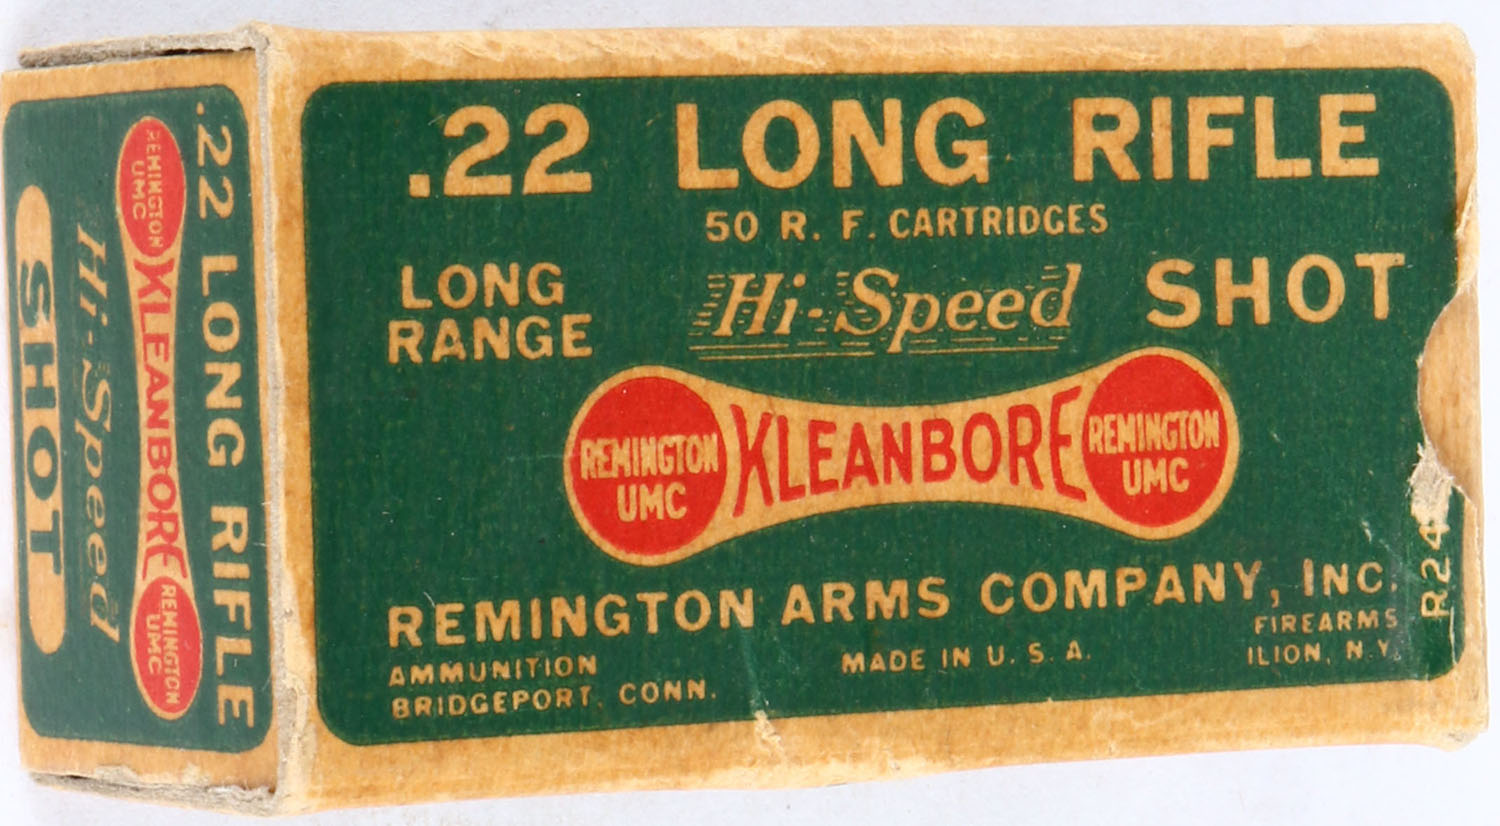 .22 LONG RIFLE
50 R. F. CARTRIDGES
LONG RANGE
Hi-Speed
SHOT
REMINGTON UMC
KLEANBORE
REMINGTON UMC
REMINGTON ARMS COMPANY, INC.
AMMUNITION
BRIDGEPORT, CONN.
MADE IN U. S. A.
FIREARMS
ILION, N.Y.
R24
.22 LONG RIFLE
REMINGTON UMC
KLEANBORE
REMINGTON UMC
Hi-Speed
SHOT